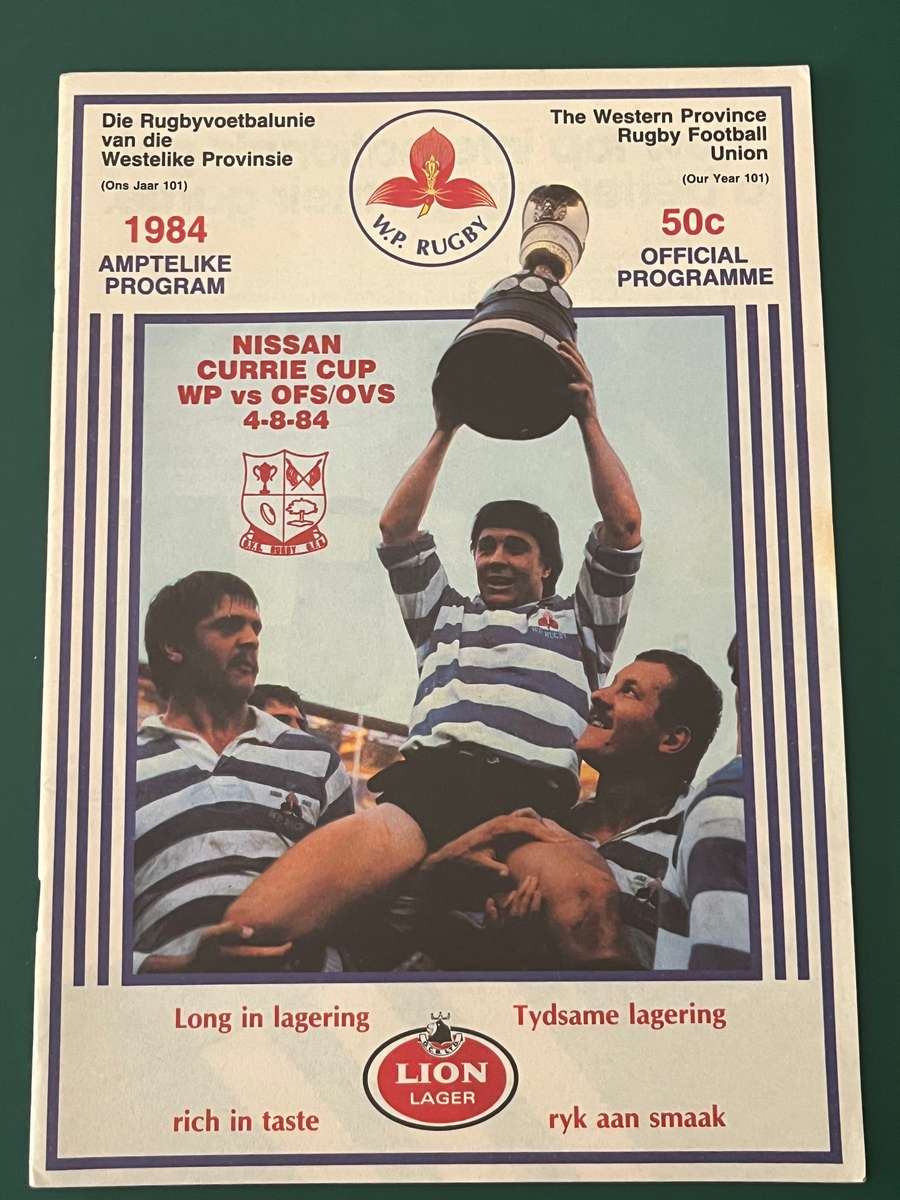 Die Rugbyvoetbalunie
van die
Westelike Provinsie
(Ons Jaar 101)
1984
AMPTELIKE
PROGRAM
W.P. RUGBY
The Western Province
Rugby Football
Union
(Our Year 101)
50c
OFFICIAL
PROGRAMME
NISSAN
CURRIE CUP
WP vs OFS/OVS
4-8-84
O.V.S. RUGBY O.F.S.
Long in lagering
rich in taste
LION
LAGER
Tydsame lagering
ryk aan smaak